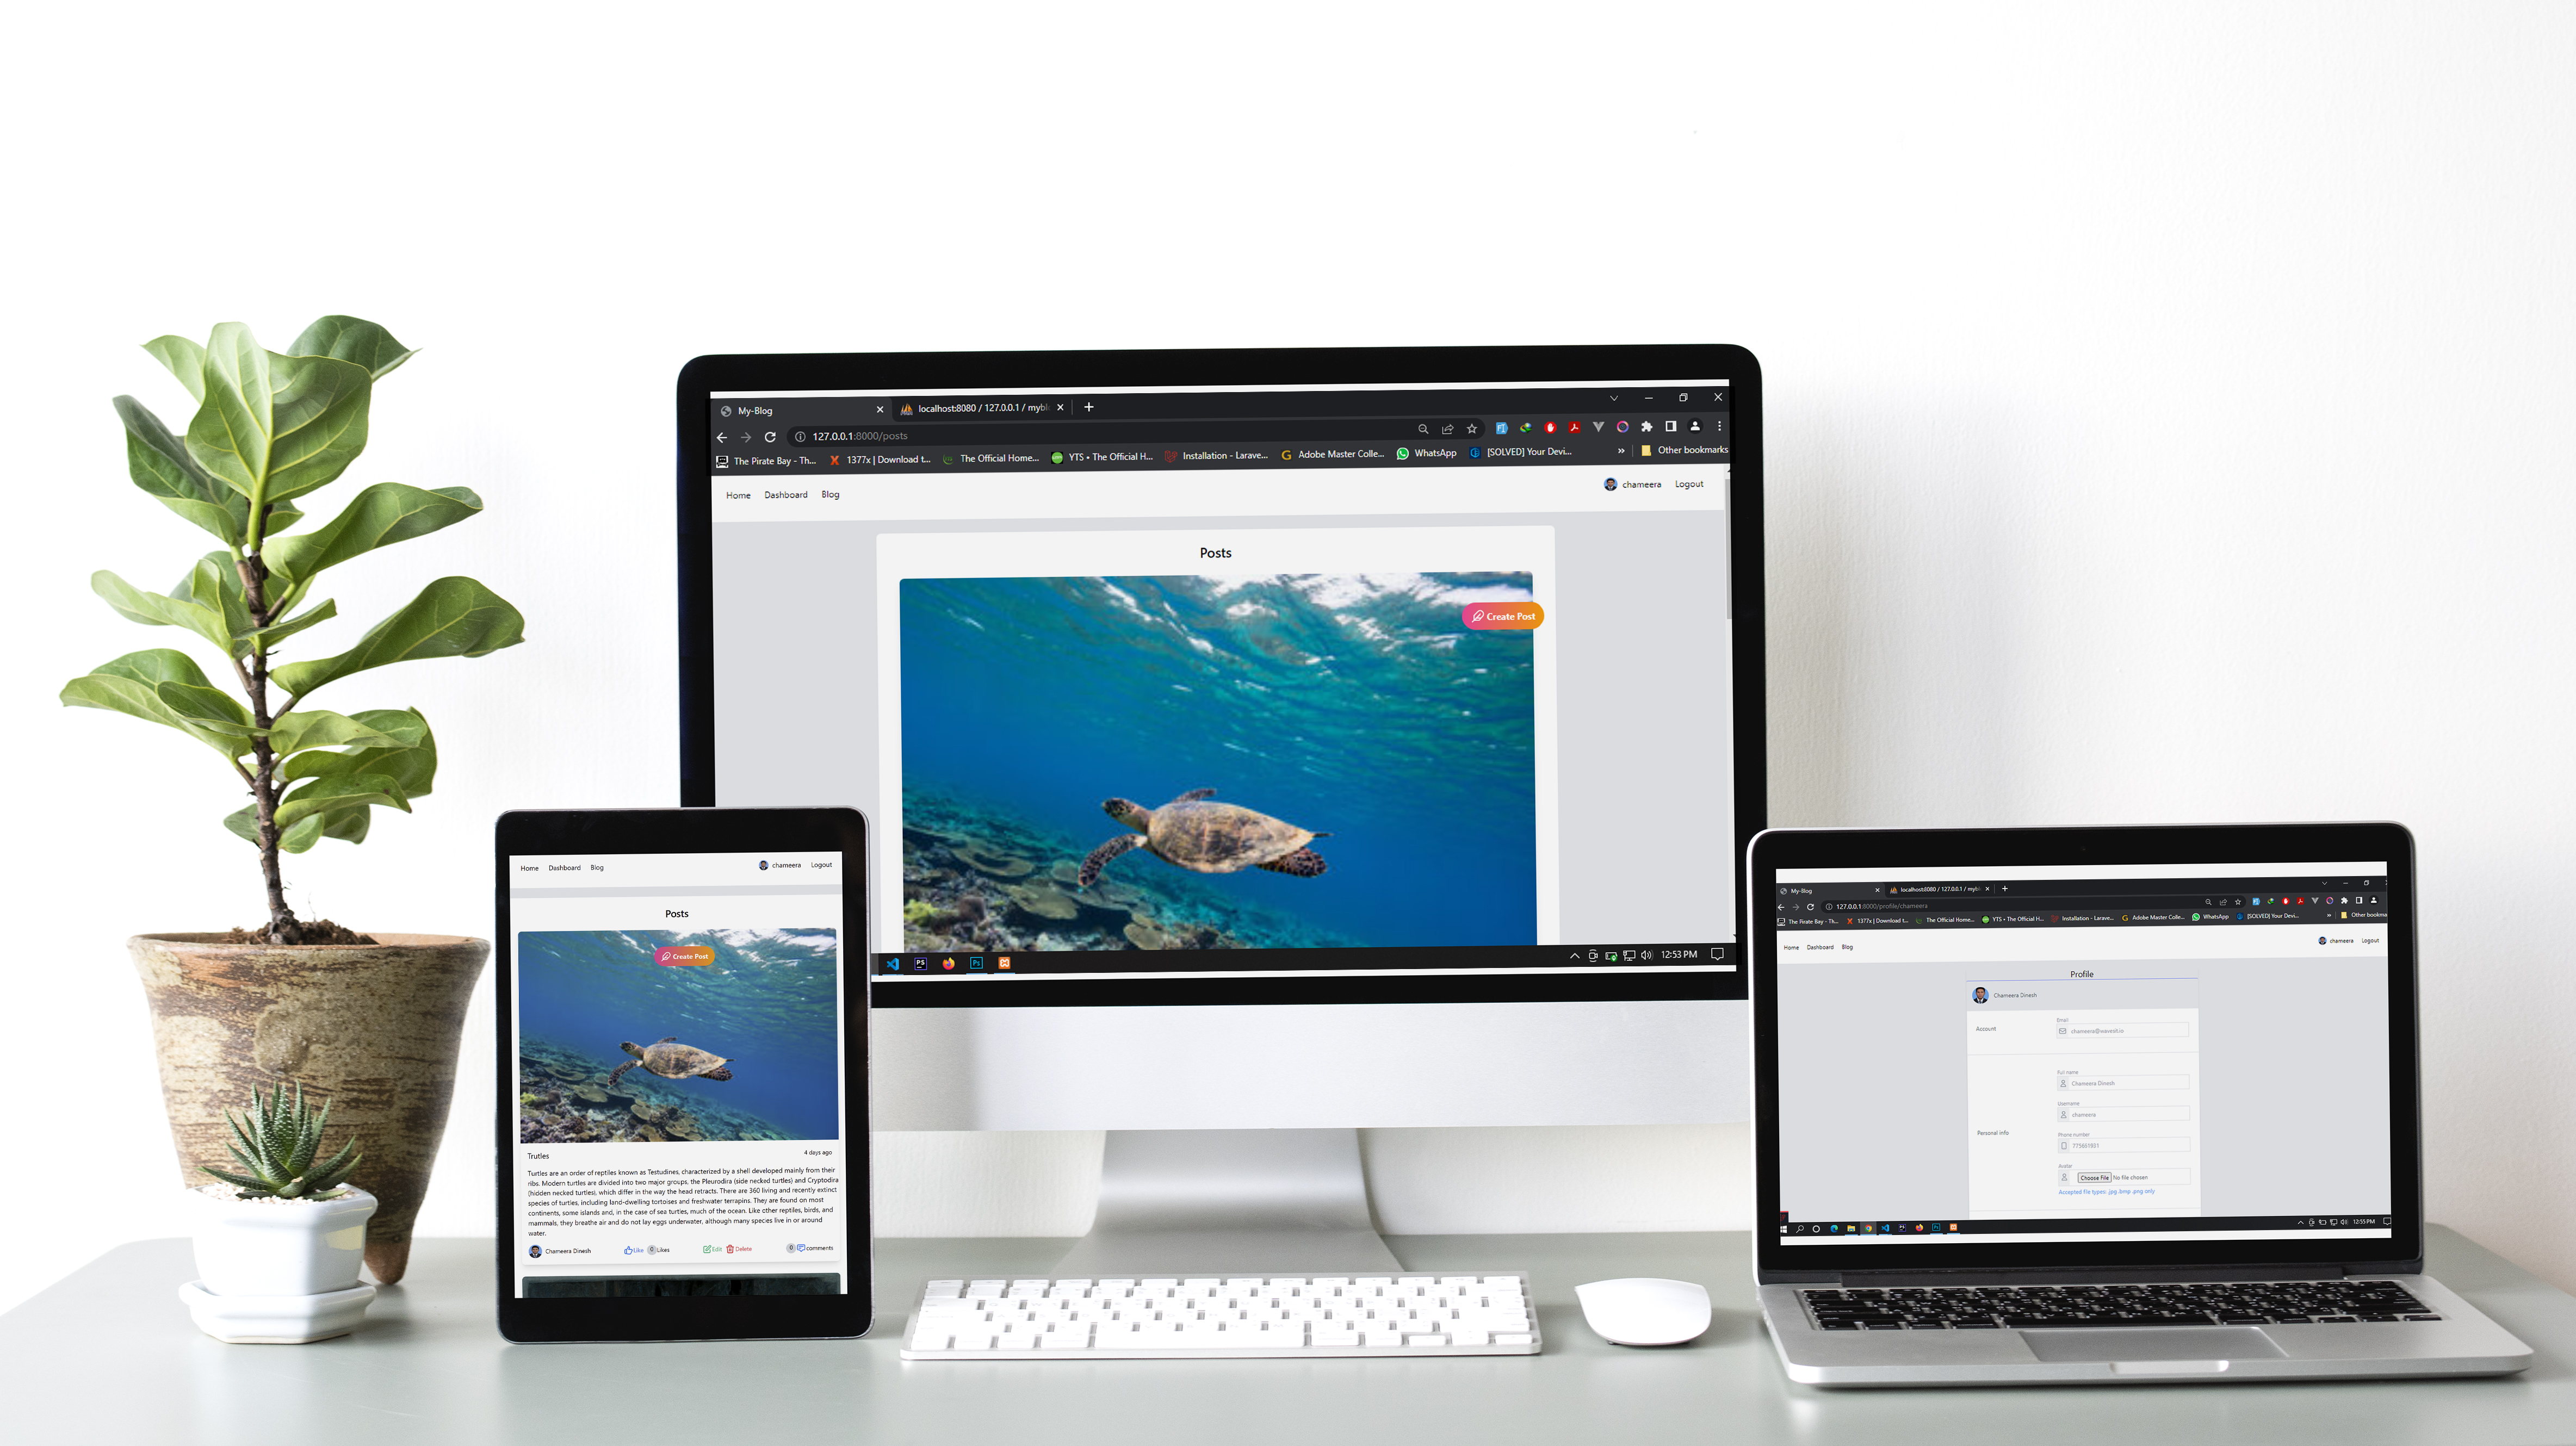 My-Blog
localhost:8080 / 127.0.0.1 / mybl
127.0.0.1:8000/posts
The Pirate Bay - Th...
1377x | Download t...
The Official Home...
YTS • The Official H...
Installation - Larave...
Adobe Master Colle...
WhatsApp
[SOLVED] Your Devi...
»
Other bookmarks
Home Dashboard Blog
chameera Logout
Posts
Create Post
PS
Ps
12:53 PM
Home Dashboard Blog
chameera Logout
Posts
Create Post
Trutles
4 days ago
Turtles are an order of reptiles known as Testudines, characterized by a shell developed mainly from their
ribs. Modern turtles are divided into two major groups, the Pleurodira (side necked turtles) and Cryptodira
(hidden necked turtles), which differ in the way the head retracts. There are 360 living and recently extinct
species of turtles, including land-dwelling tortoises and freshwater terrapins. They are found on most
continents, some islands and, in the case of sea turtles, much of the ocean. Like other reptiles, birds, and
mammals, they breathe air and do not lay eggs underwater, although many species live in or around
water.
Chameera Dinesh
Like 0 Likes
Edit Delete
0 comments
My-Blog
localhost:8080 / 127.0.0.1 / mybl
127.0.0.1:8000/profile/chameera
The Pirate Bay - Th...
1377x | Download t...
The Official Home...
YTS • The Official H...
Installation - Larave...
Adobe Master Colle...
WhatsApp
[SOLVED] Your Devi...
»
Other bookma
Home Dashboard Blog
chameera Logout
Profile
Chameera Dinesh
Account
Email
chameera@wavesit.io
Personal info
Full name
Chameera Dinesh
Username
chameera
Phone number
Avatar
Choose File No file chosen
Accepted file types: .jpg .bmp .png only
12:55 PM